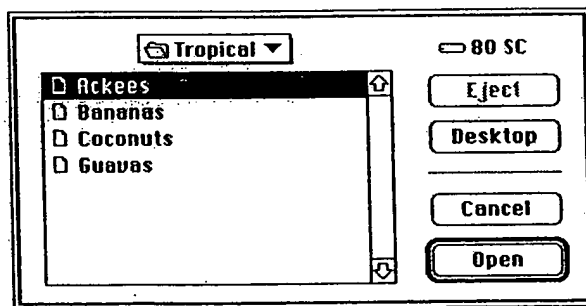 Tropical
80 SC
Ackees
Bananas
Coconuts
Guavas
Eject
Desktop
Cancel
Open